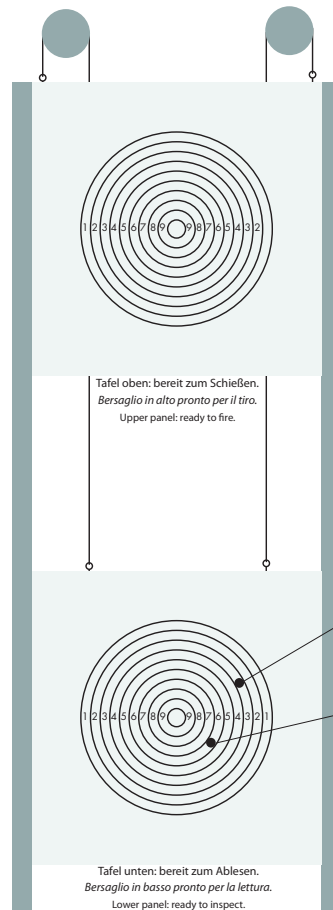 1 2 3 4 5 6 7 8 9 9 8 7 6 5 4 3 2
Tafel oben: bereit zum Schießen.
Bersaglio in alto pronto per il tiro.
Upper panel: ready to fire.
1 2 3 4 5 6 7 8 9 9 8 7 6 5 4 3 2 1
Tafel unten: bereit zum Ablesen.
Bersaglio in basso pronto per la lettura.
Lower panel: ready to inspect.